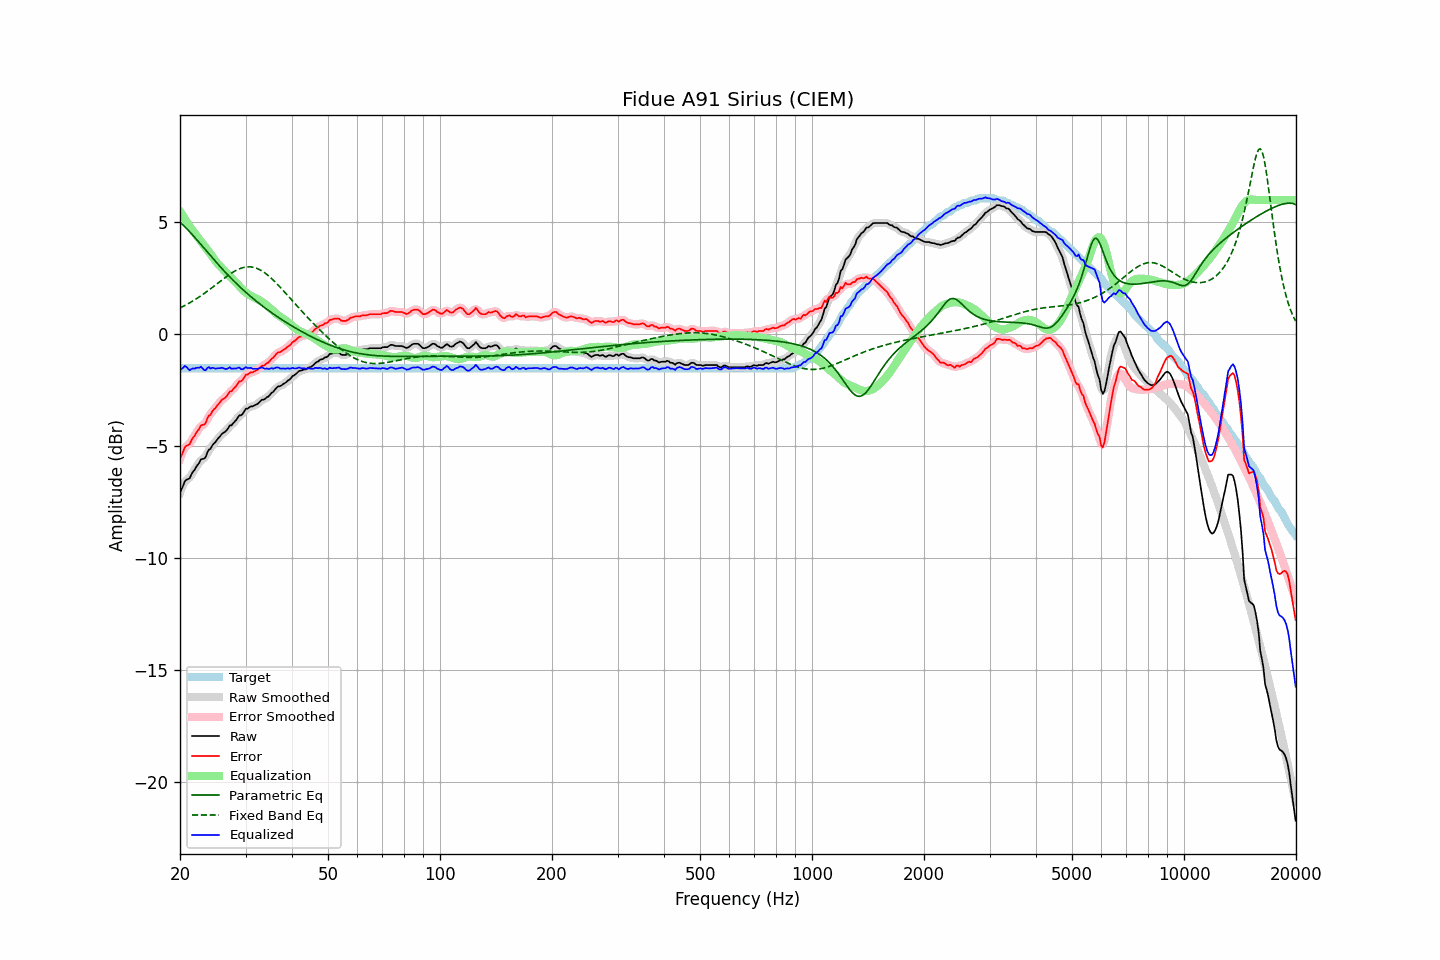 Fidue A91 Sirius (CIEM)
Amplitude (dBr)
5
0
−5
−10
−15
−20
Target
Raw Smoothed
Error Smoothed
Raw
Error
Equalization
Parametric Eq
Fixed Band Eq
Equalized
20 50 100 200 500 1000 2000 5000 10000 20000
Frequency (Hz)